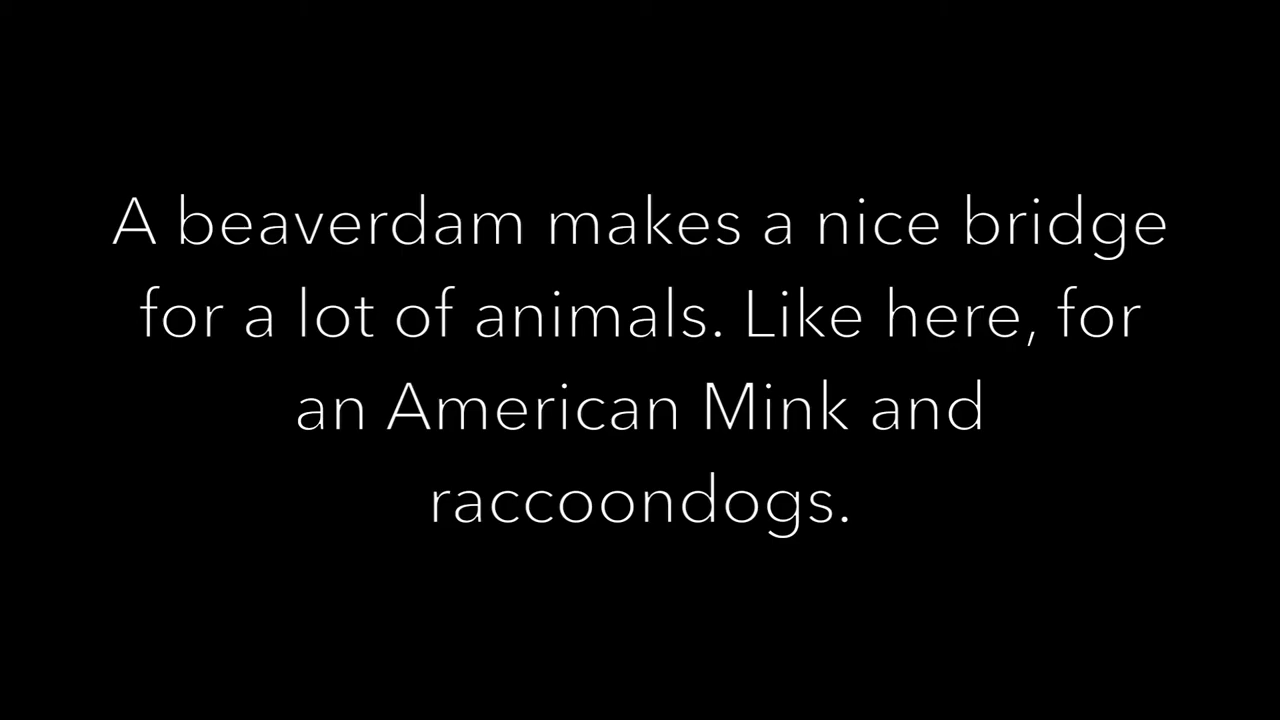 A beaverdam makes a nice bridge
for a lot of animals. Like here, for
an American Mink and
raccoondogs.